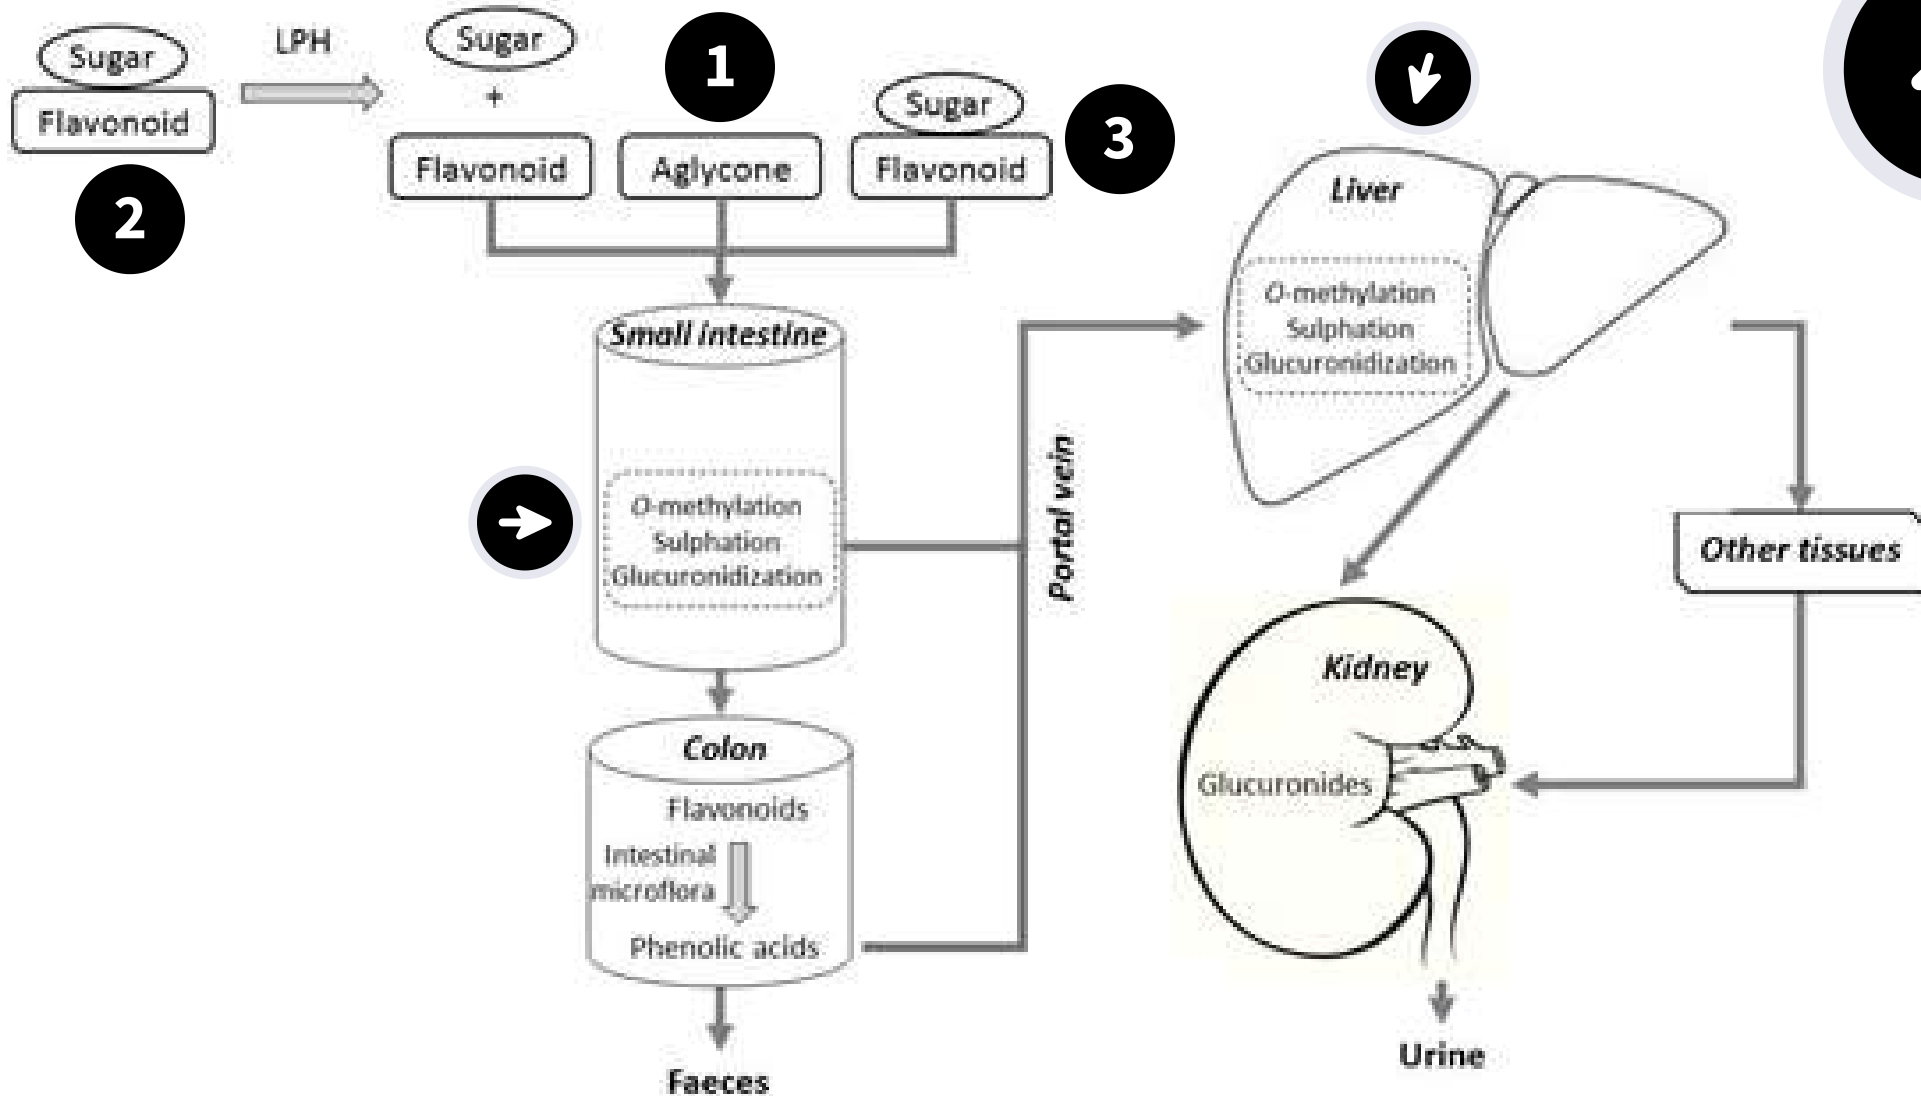 Sugar
Flavonoid
2
LPH
Sugar
+
Flavonoid
1
Aglycone
Sugar
Flavonoid
3
Small intestine
O-methylation
Sulphation
Glucuronidization
Colon
Flavonoids
Intestinal
microflora
Phenolic acids
Faeces
Portal vein
Liver
O-methylation
Sulphation
Glucuronidization
Other tissues
Kidney
Glucuronides
Urine